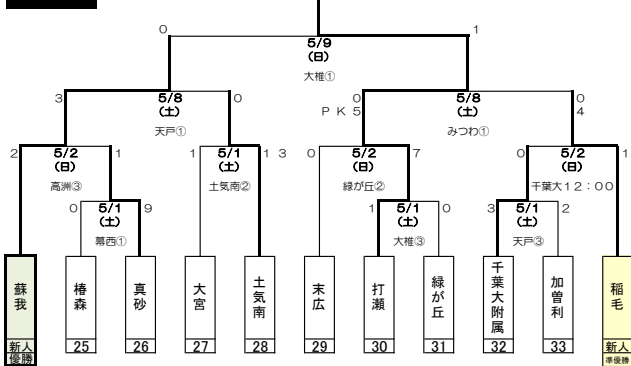 0 1
5/9
(日)
大椎①
3 5/8 0 0 5/8 0
(土) PK 5 (土) 4
天戸① みつわ①
2 5/2 1 1 5/1 1 3 0 5/2 7 0 5/2 1
(日) (土) (日) (日)
高洲③ 土気南② 緑が丘② 千葉大12:00
0 5/1 9 1 5/1 0 3 5/1 2
(土) (土) (土)
幕西① 大椎③ 天戸③
蘇我 椿森 真砂 大宮 土気南 末広 打瀬 緑が丘 千葉大附属 加曽利 稲毛
新人 25 26 27 28 29 30 31 32 33 新人
優勝 準優勝